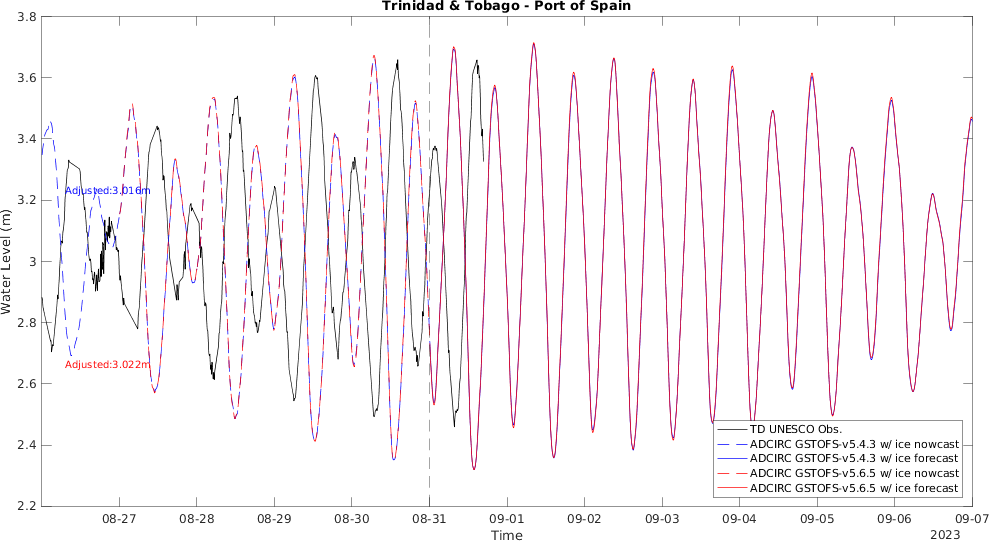 Trinidad & Tobago - Port of Spain
3.8
3.6
3.4
3.2
3
2.8
2.6
2.4
2.2
Water Level (m)
Adjusted:3.016m
Adjusted:3.022m
TD UNESCO Obs.
ADCIRC GSTOFS-v5.4.3 w/ ice nowcast
ADCIRC GSTOFS-v5.4.3 w/ ice forecast
ADCIRC GSTOFS-v5.6.5 w/ ice nowcast
ADCIRC GSTOFS-v5.6.5 w/ ice forecast
08-27 08-28 08-29 08-30 08-31 09-01 09-02 09-03 09-04 09-05 09-06 09-07
Time
2023